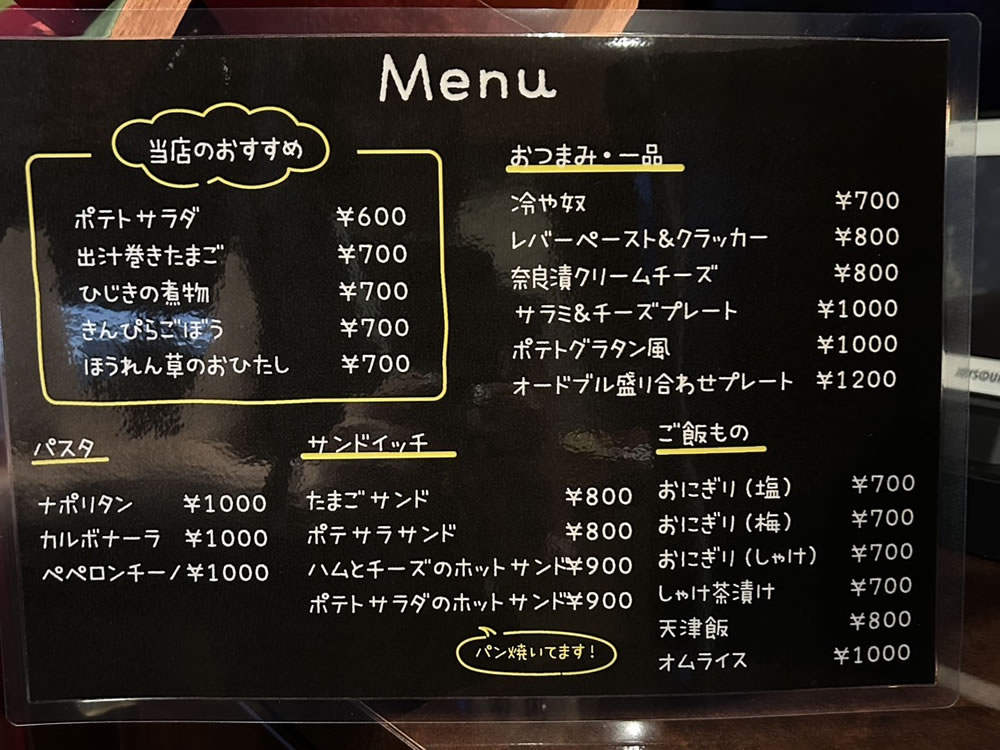 Menu
当店のおすすめ
ポテトサラダ ¥600
出汁巻きたまご ¥700
ひじきの煮物 ¥700
きんぴらごぼう ¥700
ほうれん草のおひたし ¥700
おつまみ・一品
冷や奴 ¥700
レバーペースト&クラッカー ¥800
奈良漬クリームチーズ ¥800
サラミ&チーズプレート ¥1000
ポテトグラタン風 ¥1000
オードブル盛り合わせプレート ¥1200
パスタ
ナポリタン ¥1000
カルボナーラ ¥1000
ペペロンチーノ ¥1000
サンドイッチ
たまごサンド ¥800
ポテサラサンド ¥800
ハムとチーズのホットサンド ¥900
ポテトサラダのホットサンド ¥900
パン焼いてます!
ご飯もの
おにぎり(塩) ¥700
おにぎり(梅) ¥700
おにぎり(しゃけ) ¥700
しゃけ茶漬け ¥700
天津飯 ¥800
オムライス ¥1000